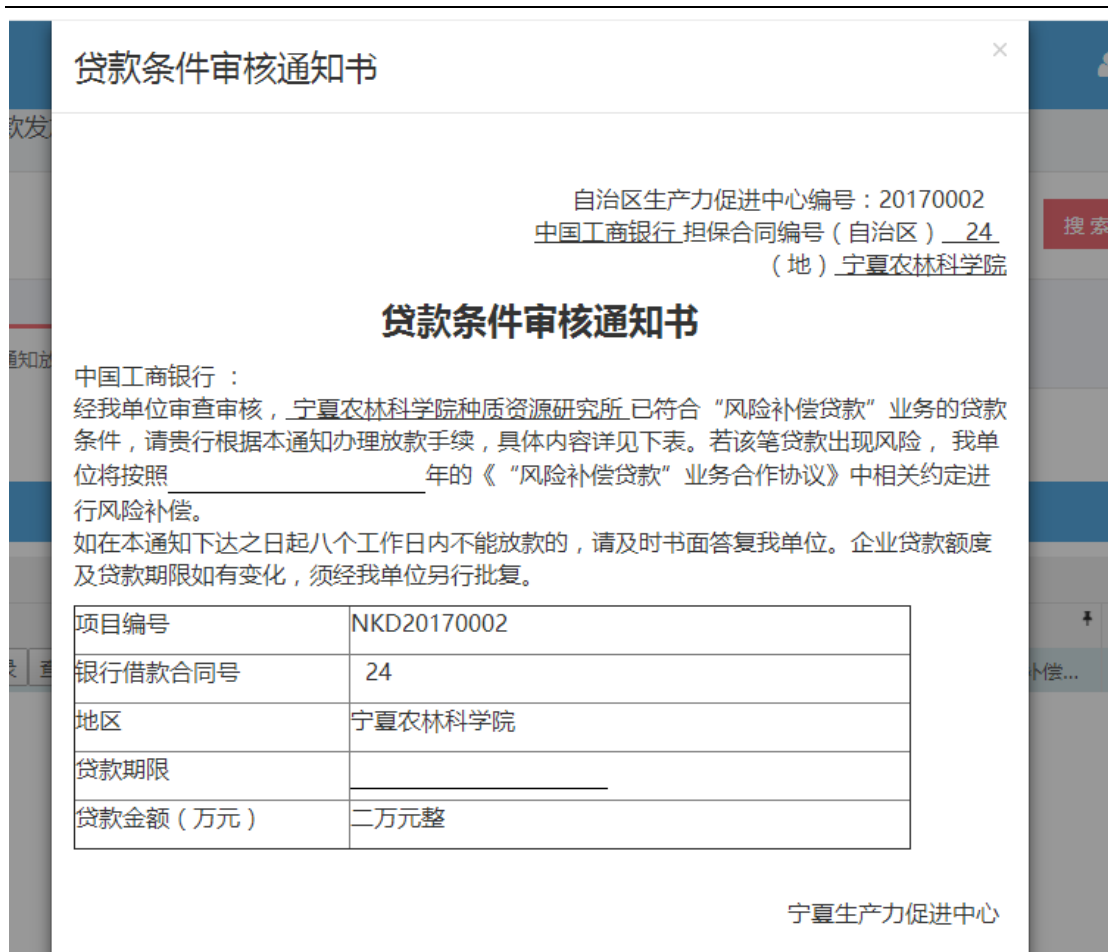 贷款条件审核通知书
×
款发
自治区生产力促进中心编号：20170002
搜 索
中国工商银行 担保合同编号（自治区） 24
（地）宁夏农林科学院
贷款条件审核通知书
通知放
中国工商银行 ：
经我单位审查审核， 宁夏农林科学院种质资源研究所 已符合“风险补偿贷款”业务的贷款
条件，请贵行根据本通知办理放款手续，具体内容详见下表。若该笔贷款出现风险， 我单
位将按照 年的《 “风险补偿贷款”业务合作协议》中相关约定进
行风险补偿。
如在本通知下达之日起八个工作日内不能放款的，请及时书面答复我单位。企业贷款额度
及贷款期限如有变化，须经我单位另行批复。
项目编号 NKD20170002
银行借款合同号 24
补偿...
地区 宁夏农林科学院
贷款期限
贷款金额（万元） 二万元整
宁夏生产力促进中心